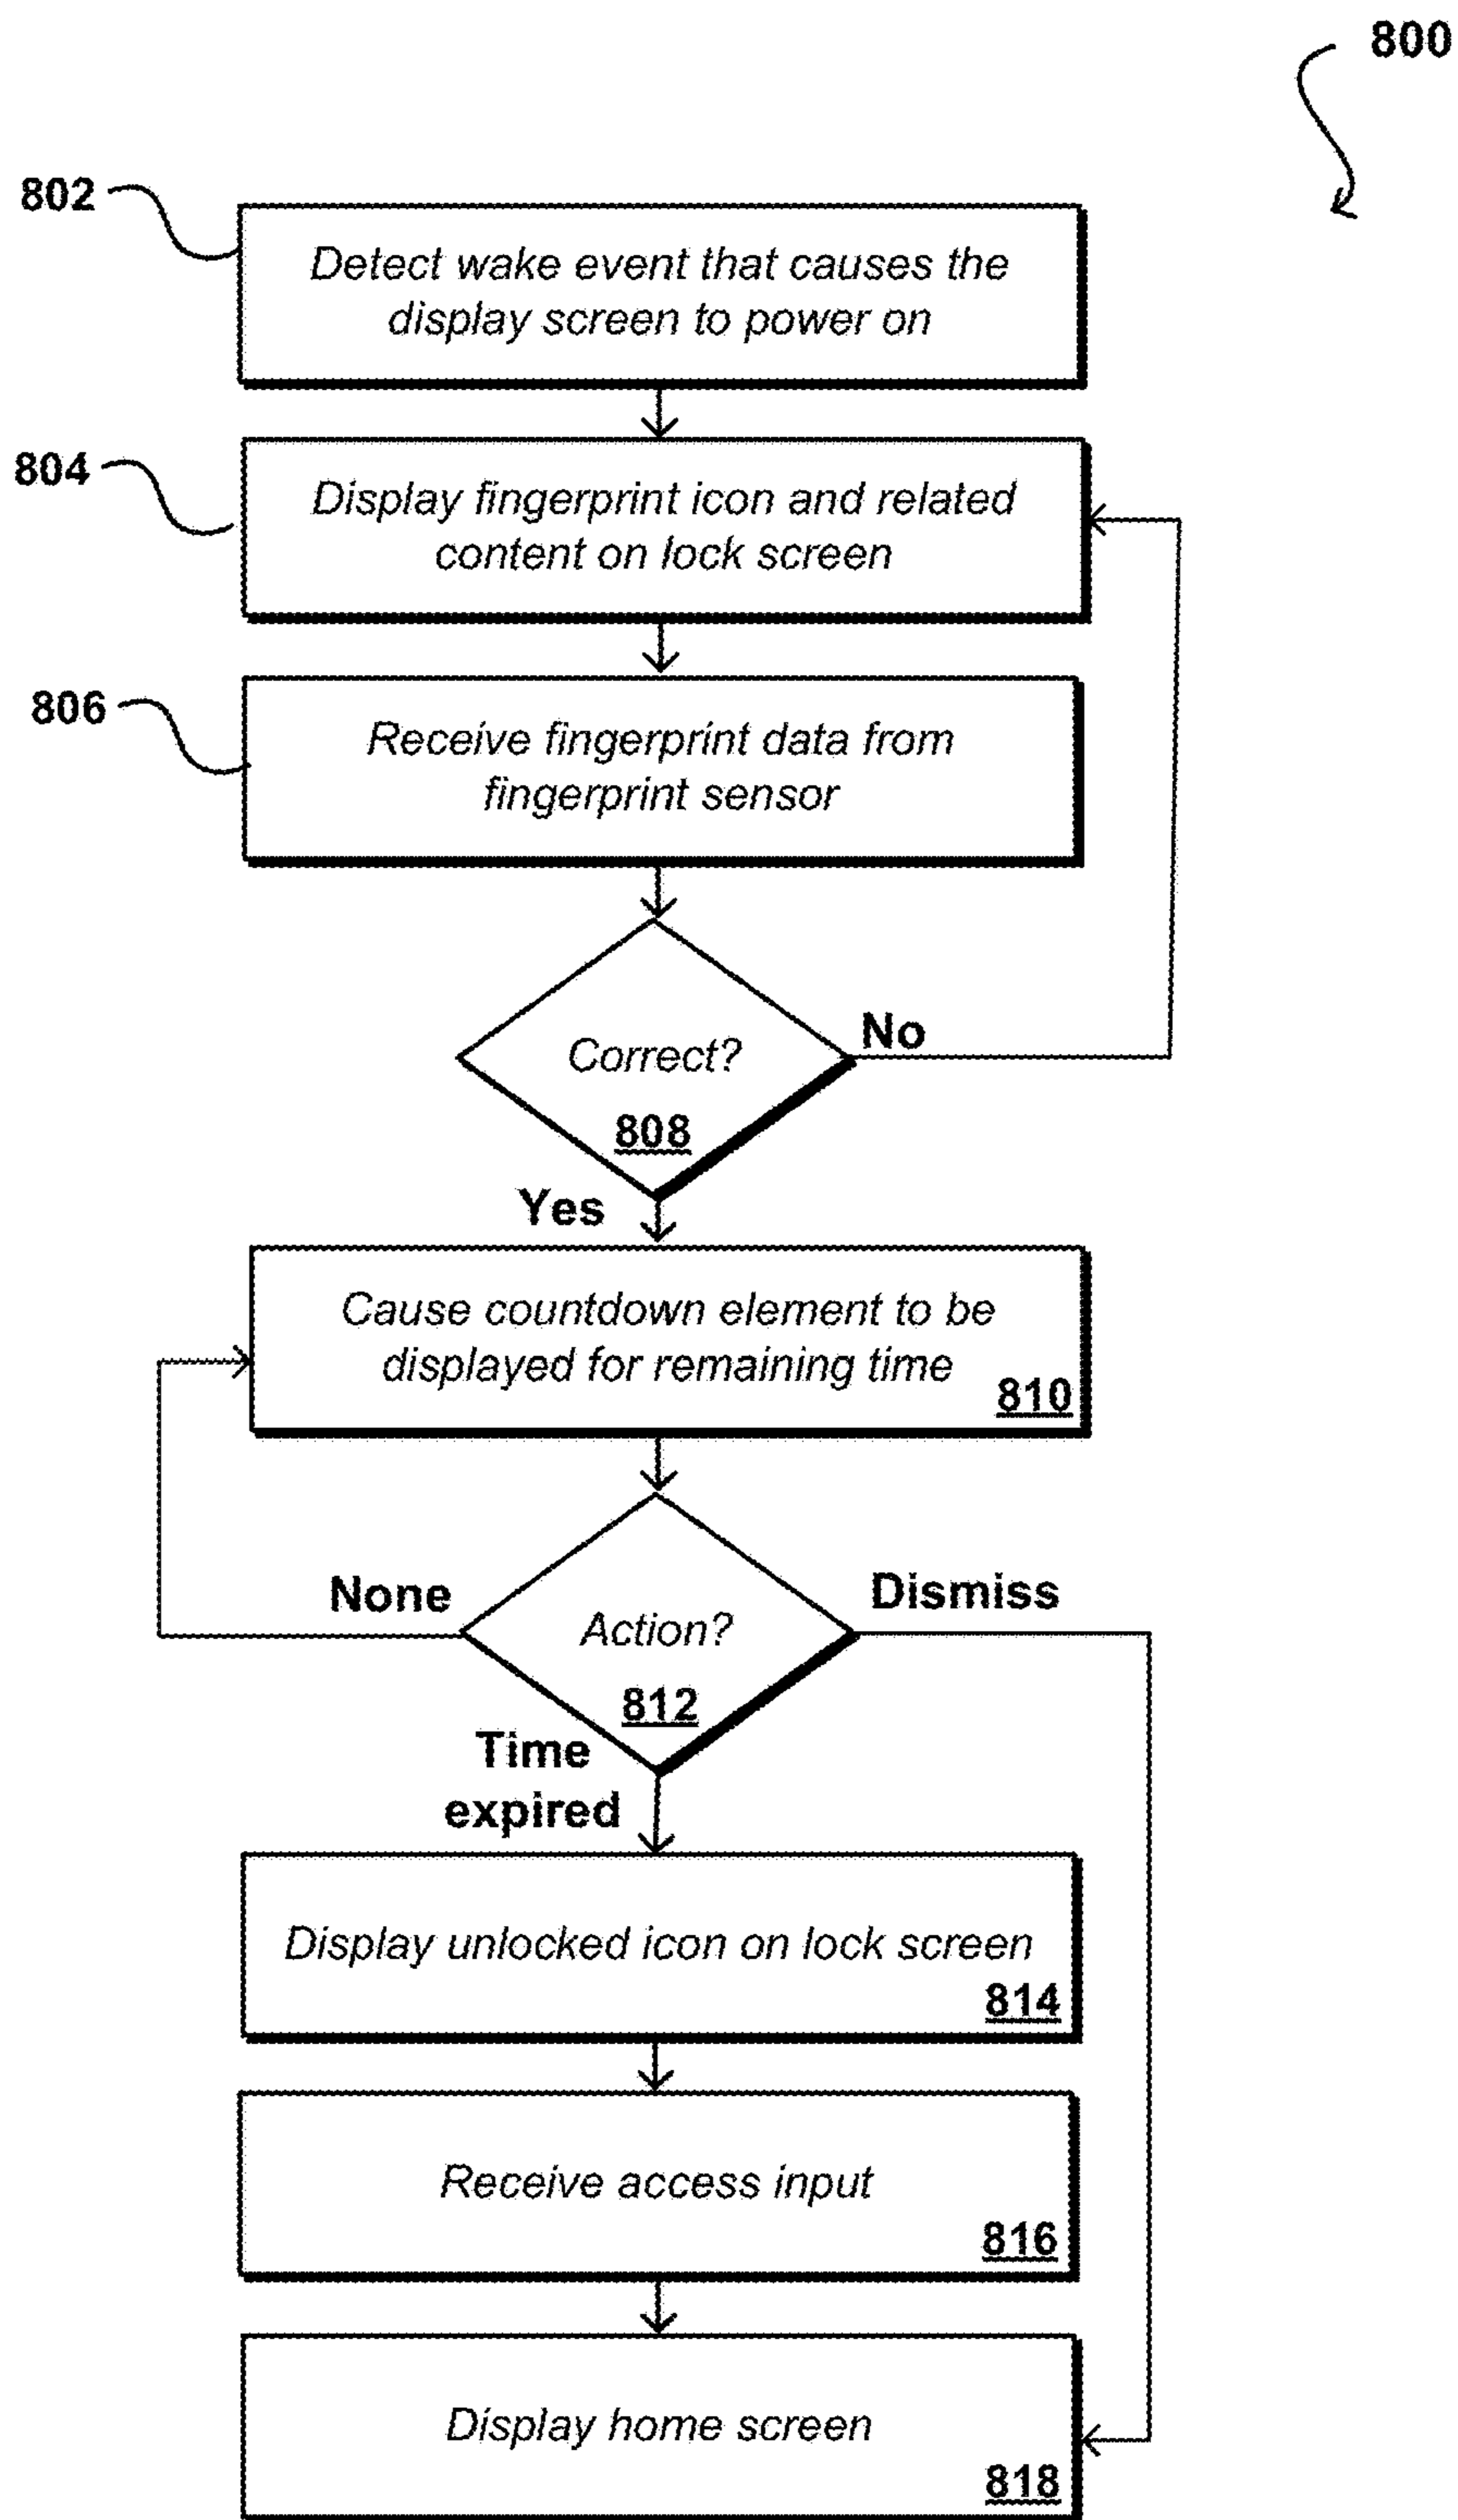 800
802
Detect wake event that causes the
display screen to power on
804
Display fingerprint icon and related
content on lock screen
806
Receive fingerprint data from
fingerprint sensor
Correct?
808
No
Yes
Cause countdown element to be
displayed for remaining time
810
None
Action?
812
Dismiss
Time
expired
Display unlocked icon on lock screen
814
Receive access input
816
Display home screen
818